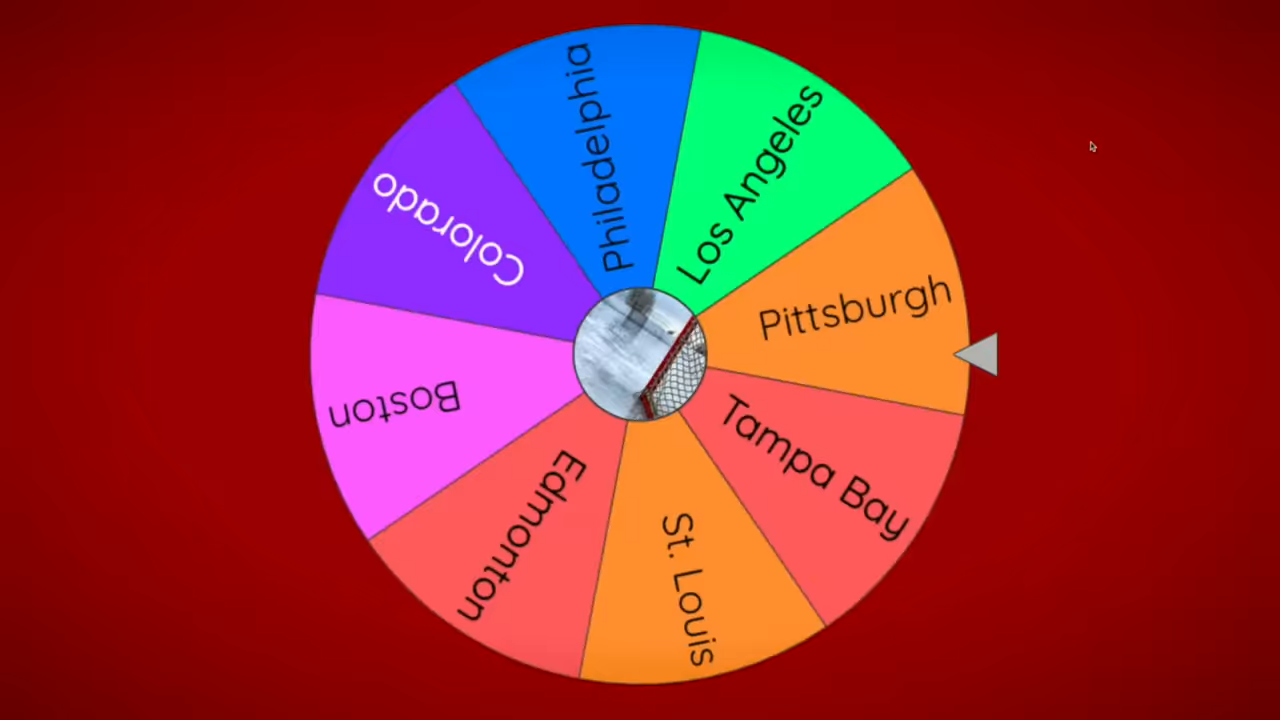 Philadelphia
Los Angeles
Pittsburgh
Tampa Bay
St. Louis
Edmonton
Boston
Colorado